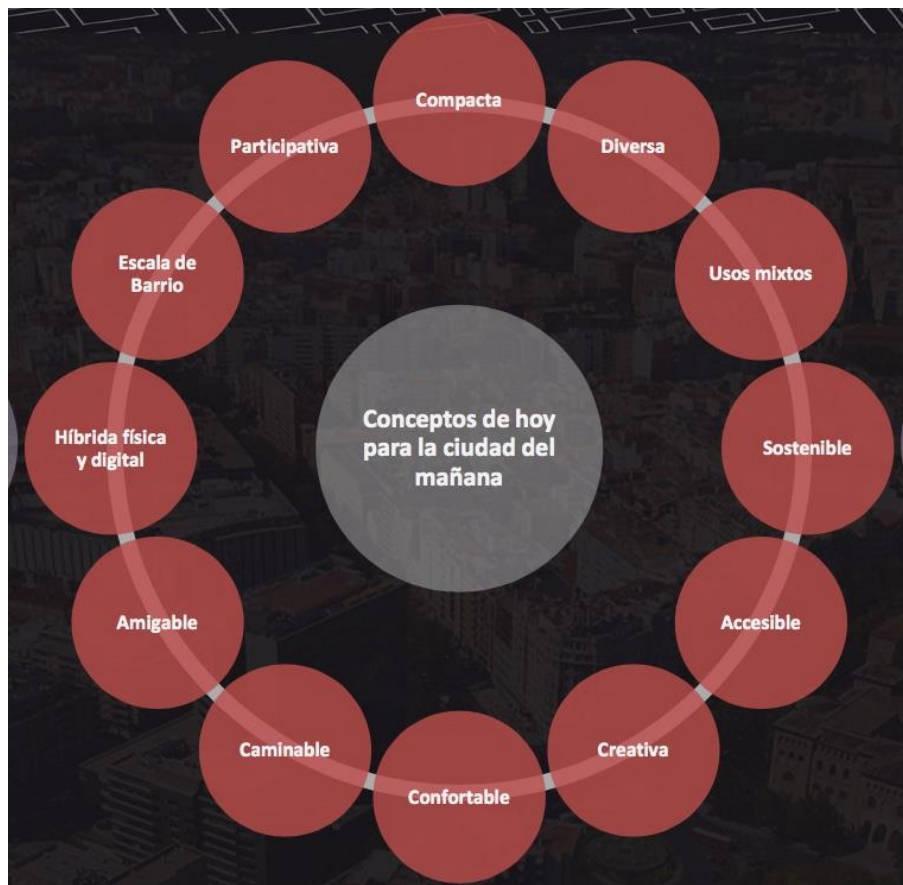 Compacta
Diversa
Usos mixtos
Sostenible
Accesible
Creativa
Confortable
Caminable
Amigable
Híbrida física
y digital
Escala de
Barrio
Participativa
Conceptos de hoy
para la ciudad del
mañana